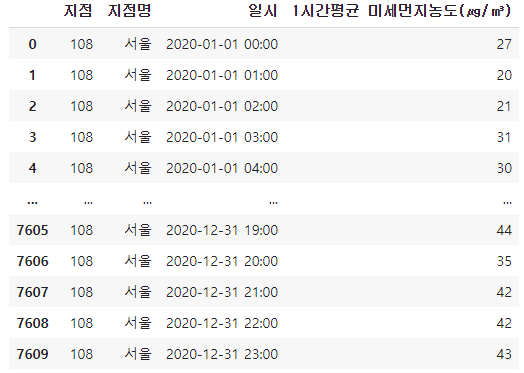 지점 지점명 일시 1시간평균 미세먼지농도(㎍/㎥)
0 108 서울 2020-01-01 00:00 27
1 108 서울 2020-01-01 01:00 20
2 108 서울 2020-01-01 02:00 21
3 108 서울 2020-01-01 03:00 31
4 108 서울 2020-01-01 04:00 30
... ... ... ... ...
7605 108 서울 2020-12-31 19:00 44
7606 108 서울 2020-12-31 20:00 35
7607 108 서울 2020-12-31 21:00 42
7608 108 서울 2020-12-31 22:00 42
7609 108 서울 2020-12-31 23:00 43